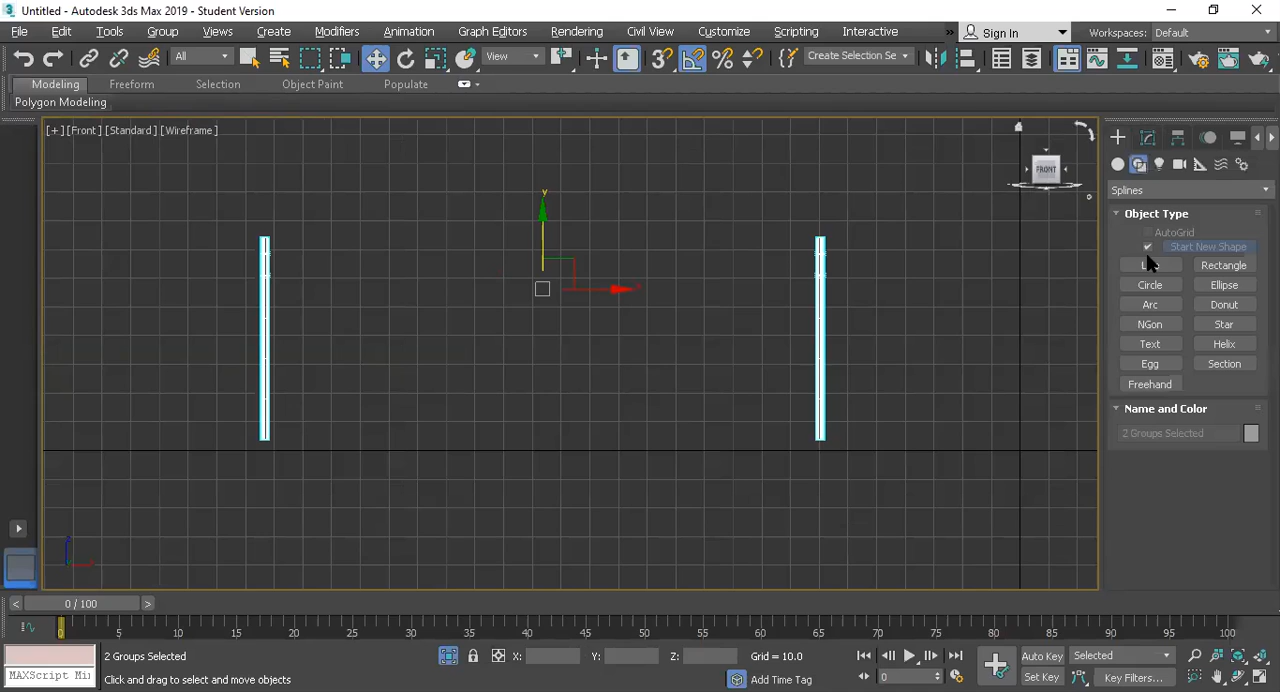 Untitled - Autodesk 3ds Max 2019 - Student Version
File Edit Tools Group Views Create Modifiers Animation Graph Editors Rendering Civil View Customize Scripting Interactive » Sign In Workspaces: Default
All View Create Selection Se
Modeling Freeform Selection Object Paint Populate
Polygon Modeling
[+] [Front] [Standard] [Wireframe]
FRONT
y
x
Splines
Object Type
AutoGrid
Start New Shape
Rectangle
Circle Ellipse
Arc Donut
NGon Star
Text Helix
Egg Section
Freehand
Name and Color
2 Groups Selected
< 0 / 100 >
0 5 10 15 20 25 30 35 40 45 50 55 60 65 70 75 80 85 90 95 100
2 Groups Selected X: Y: Z: Grid = 10.0 Auto Key Selected
MAXScript Mi Click and drag to select and move objects Add Time Tag 0 Set Key Key Filters...